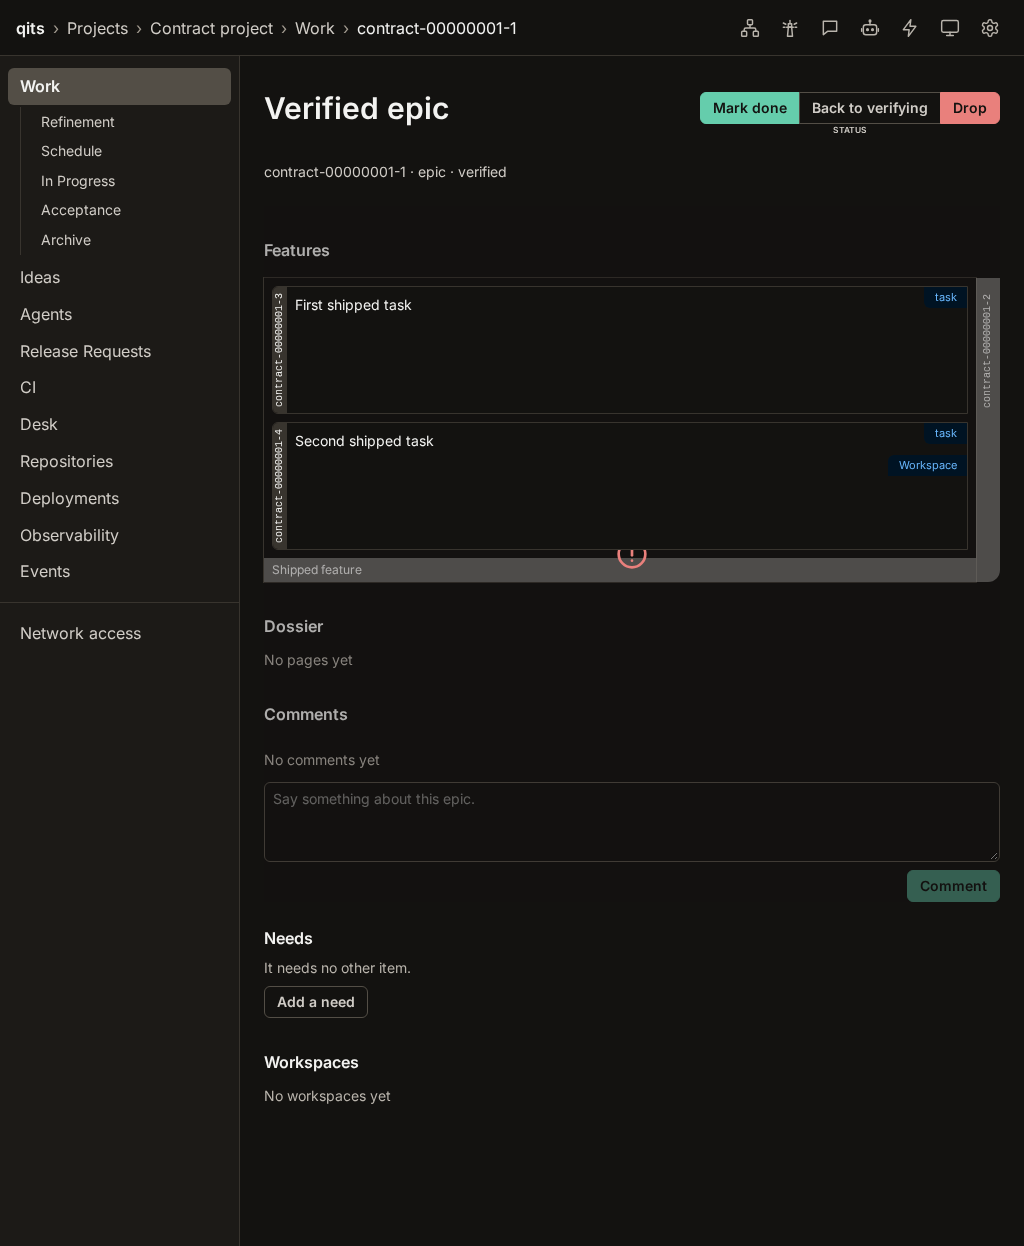 qits › Projects › Contract project › Work › contract-00000001-1
Work
Refinement
Schedule
In Progress
Acceptance
Archive
Ideas
Agents
Release Requests
CI
Desk
Repositories
Deployments
Observability
Events
Network access
Verified epic
Mark done
Back to verifying
Drop
STATUS
contract-00000001-1 · epic · verified
Features
contract-00000001-3
First shipped task
task
contract-00000001-2
contract-00000001-4
Second shipped task
task
Workspace
Shipped feature
Dossier
No pages yet
Comments
No comments yet
Say something about this epic.
Comment
Needs
It needs no other item.
Add a need
Workspaces
No workspaces yet